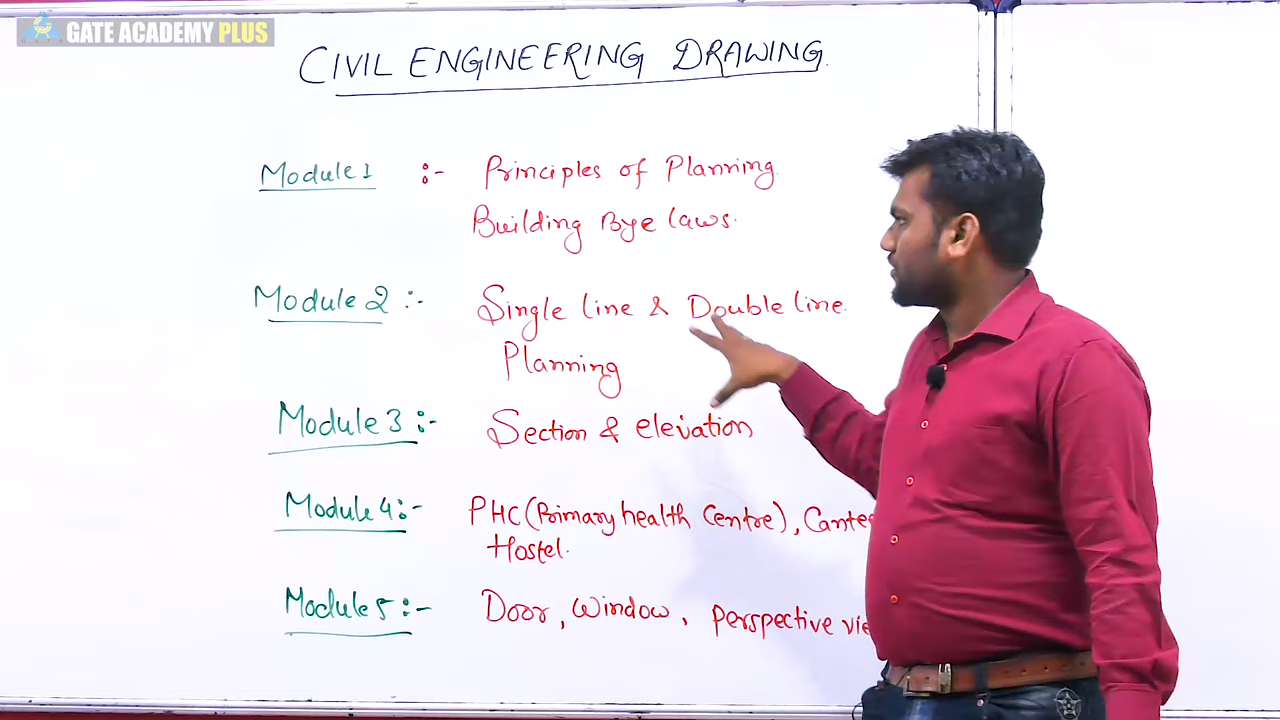 GATE ACADEMY PLUS
CIVIL ENGINEERING DRAWING.
Module 1 :- Principles of Planning.
Building Bye laws.
Module 2 :- Single line & Double line.
Planning
Module 3 :- Section & elevation
Module 4 :- PHC (Primary health Centre),
Hostel.
Module 5 :- Door, Window, perspective